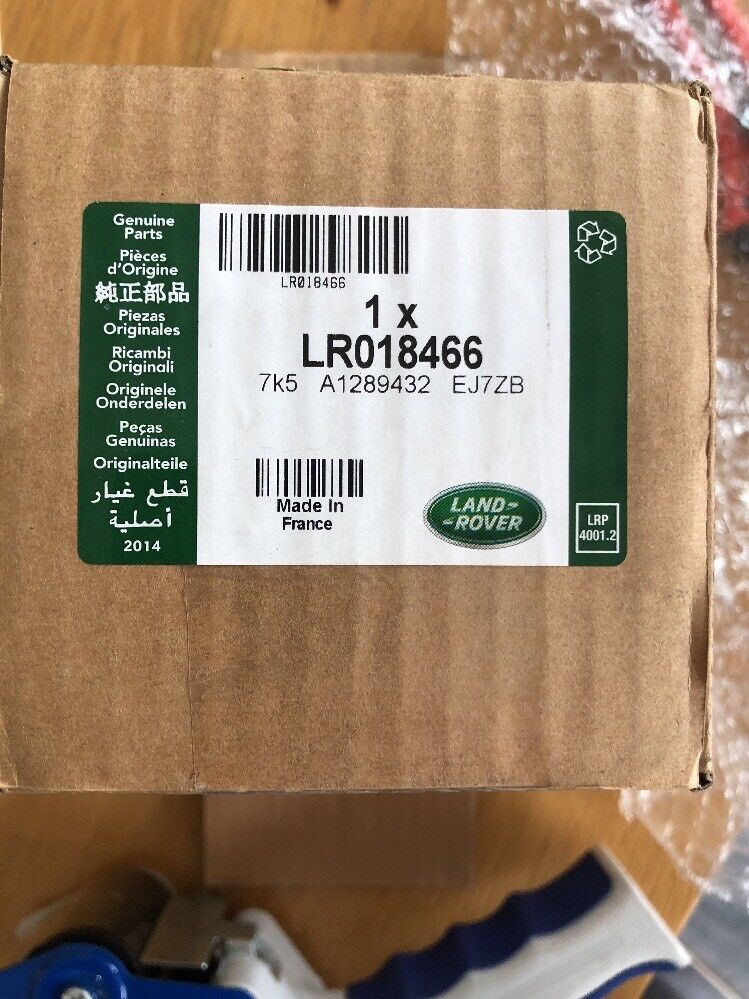 Genuine
Parts
Pièces
d'Origine
純正部品
Piezas
Originales
Ricambi
Originali
Originele
Onderdelen
Peças
Genuinas
Originalteile
قطع غيار
أصلية
2014
LR018466
1 x
LR018466
7k5 A1289432 EJ7ZB
Made In
France
LAND-
-ROVER
LRP
4001.2